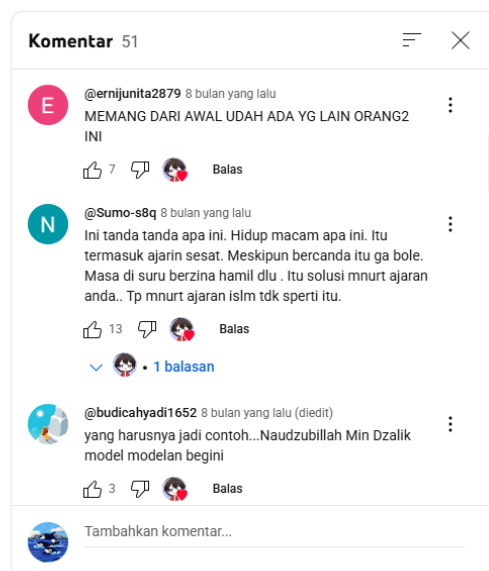 Komentar 51
E
@ernijunita2879 8 bulan yang lalu
MEMANG DARI AWAL UDAH ADA YG LAIN ORANG2
INI
7 Balas
N
@Sumo-s8q 8 bulan yang lalu
Ini tanda tanda apa ini. Hidup macam apa ini. Itu
termasuk ajarin sesat. Meskipun bercanda itu ga bole.
Masa di suru berzina hamil dlu . Itu solusi mnurt ajaran
anda.. Tp mnurt ajaran islm tdk sperti itu.
13 Balas
• 1 balasan
@budicahyadi1652 8 bulan yang lalu (diedit)
yang harusnya jadi contoh...Naudzubillah Min Dzalik
model modelan begini
3 Balas
Tambahkan komentar...